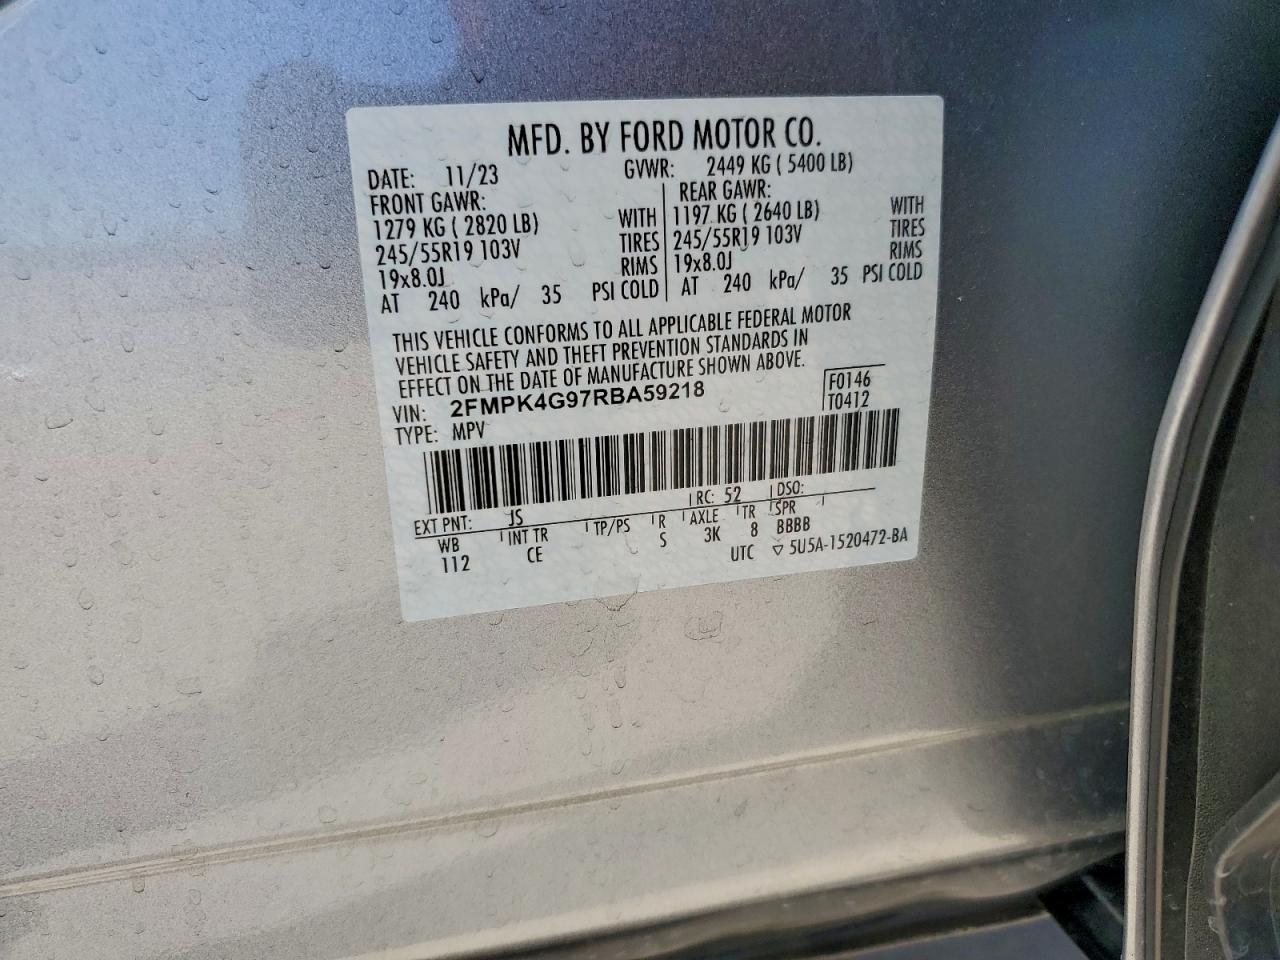 MFD. BY FORD MOTOR CO.
DATE: 11/23 GVWR: 2449 KG ( 5400 LB)
FRONT GAWR: REAR GAWR:
1279 KG ( 2820 LB) WITH 1197 KG ( 2640 LB) WITH
245/55R19 103V TIRES 245/55R19 103V TIRES
19x8.0J RIMS 19x8.0J RIMS
AT 240 kPa/ 35 PSI COLD AT 240 kPa/ 35 PSI COLD
THIS VEHICLE CONFORMS TO ALL APPLICABLE FEDERAL MOTOR
VEHICLE SAFETY AND THEFT PREVENTION STANDARDS IN
EFFECT ON THE DATE OF MANUFACTURE SHOWN ABOVE.
VIN: 2FMPK4G97RBA59218 F0146
TYPE: MPV T0412
EXT PNT: JS RC: 52 DSO:
WB INT TR TP/PS R AXLE TR SPR
112 CE S 3K 8 BBBB
UTC ▽ 5U5A-1520472-BA